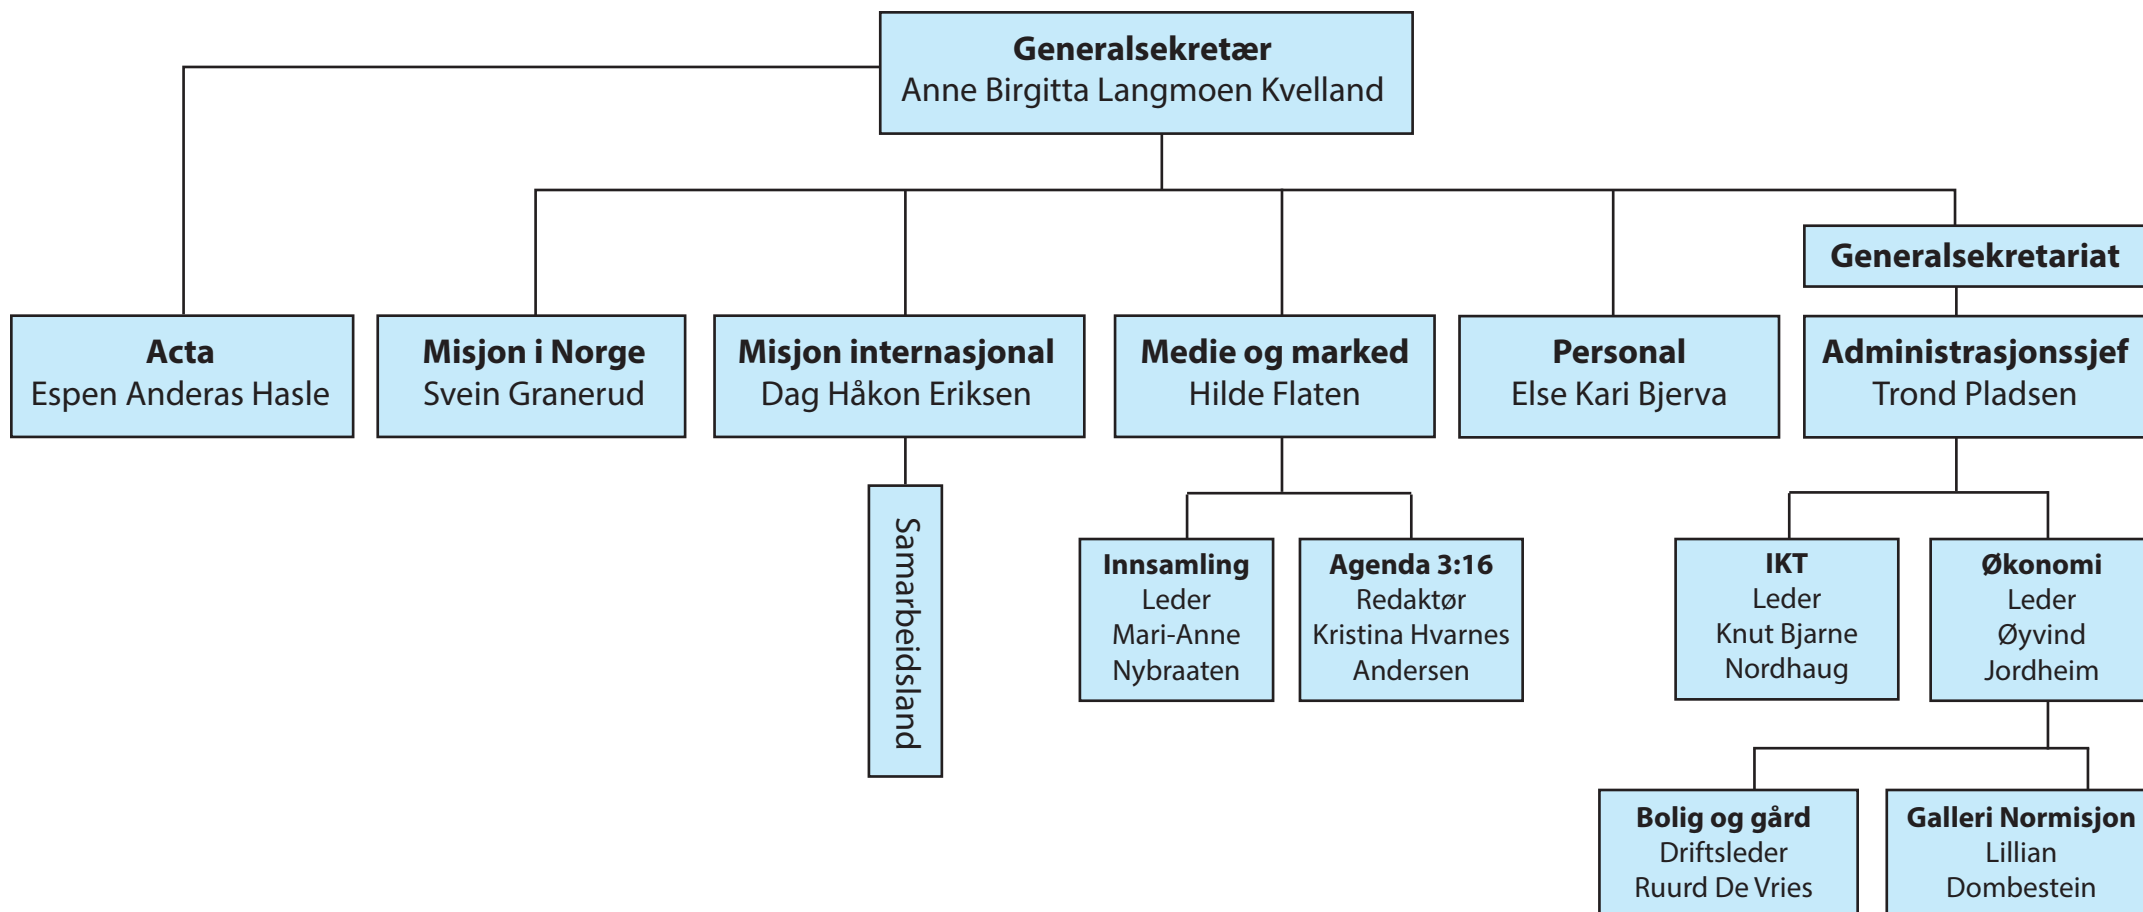 Generalsekretær
Anne Birgitta Langmoen Kvelland
Generalsekretariat
Acta
Espen Anderas Hasle
Misjon i Norge
Svein Granerud
Misjon internasjonal
Dag Håkon Eriksen
Medie og marked
Hilde Flaten
Personal
Else Kari Bjerva
Administrasjonssjef
Trond Pladsen
Samarbeidsland
Innsamling
Leder
Mari-Anne
Nybraaten
Agenda 3:16
Redaktør
Kristina Hvarnes
Andersen
IKT
Leder
Knut Bjarne
Nordhaug
Økonomi
Leder
Øyvind
Jordheim
Bolig og gård
Driftsleder
Ruurd De Vries
Galleri Normisjon
Lillian
Dombestein